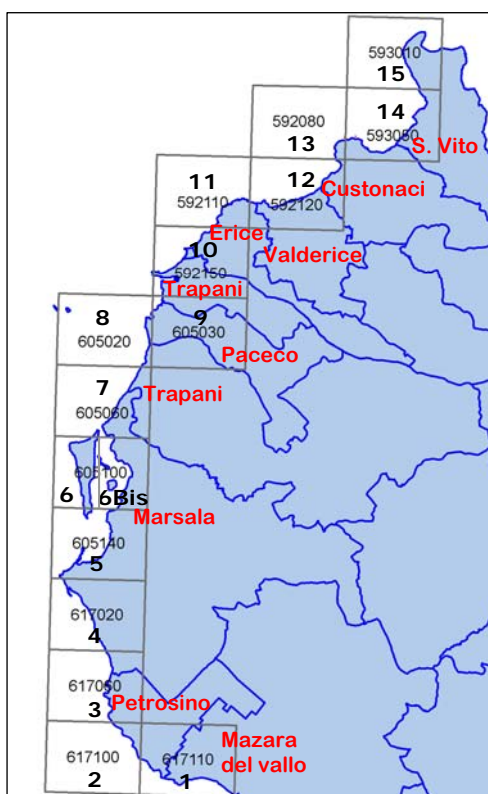 593010
15
14
592080
593050
13
S. Vito
11
12
Custonaci
592110
592120
Erice
10
Valderice
592150
Trapani
8
9
605030
605020
Paceco
7
Trapani
605060
605100
6
6Bis
Marsala
605140
5
617020
4
617050
Petrosino
3
Mazara
del vallo
617100
617110
2
1